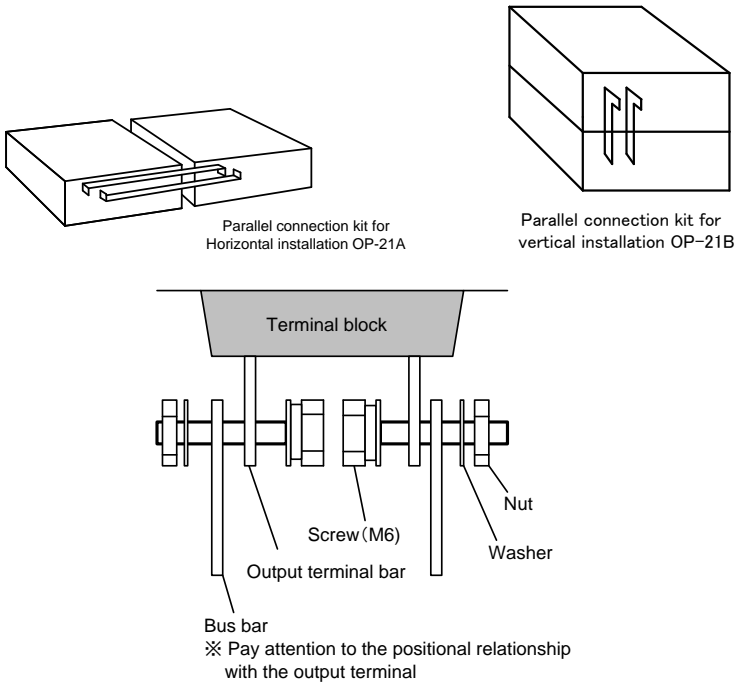 Parallel connection kit for
Horizontal installation OP-21A
Parallel connection kit for
vertical installation OP-21B
Terminal block
Nut
Screw(M6)
Washer
Output terminal bar
Bus bar
※ Pay attention to the positional relationship
with the output terminal